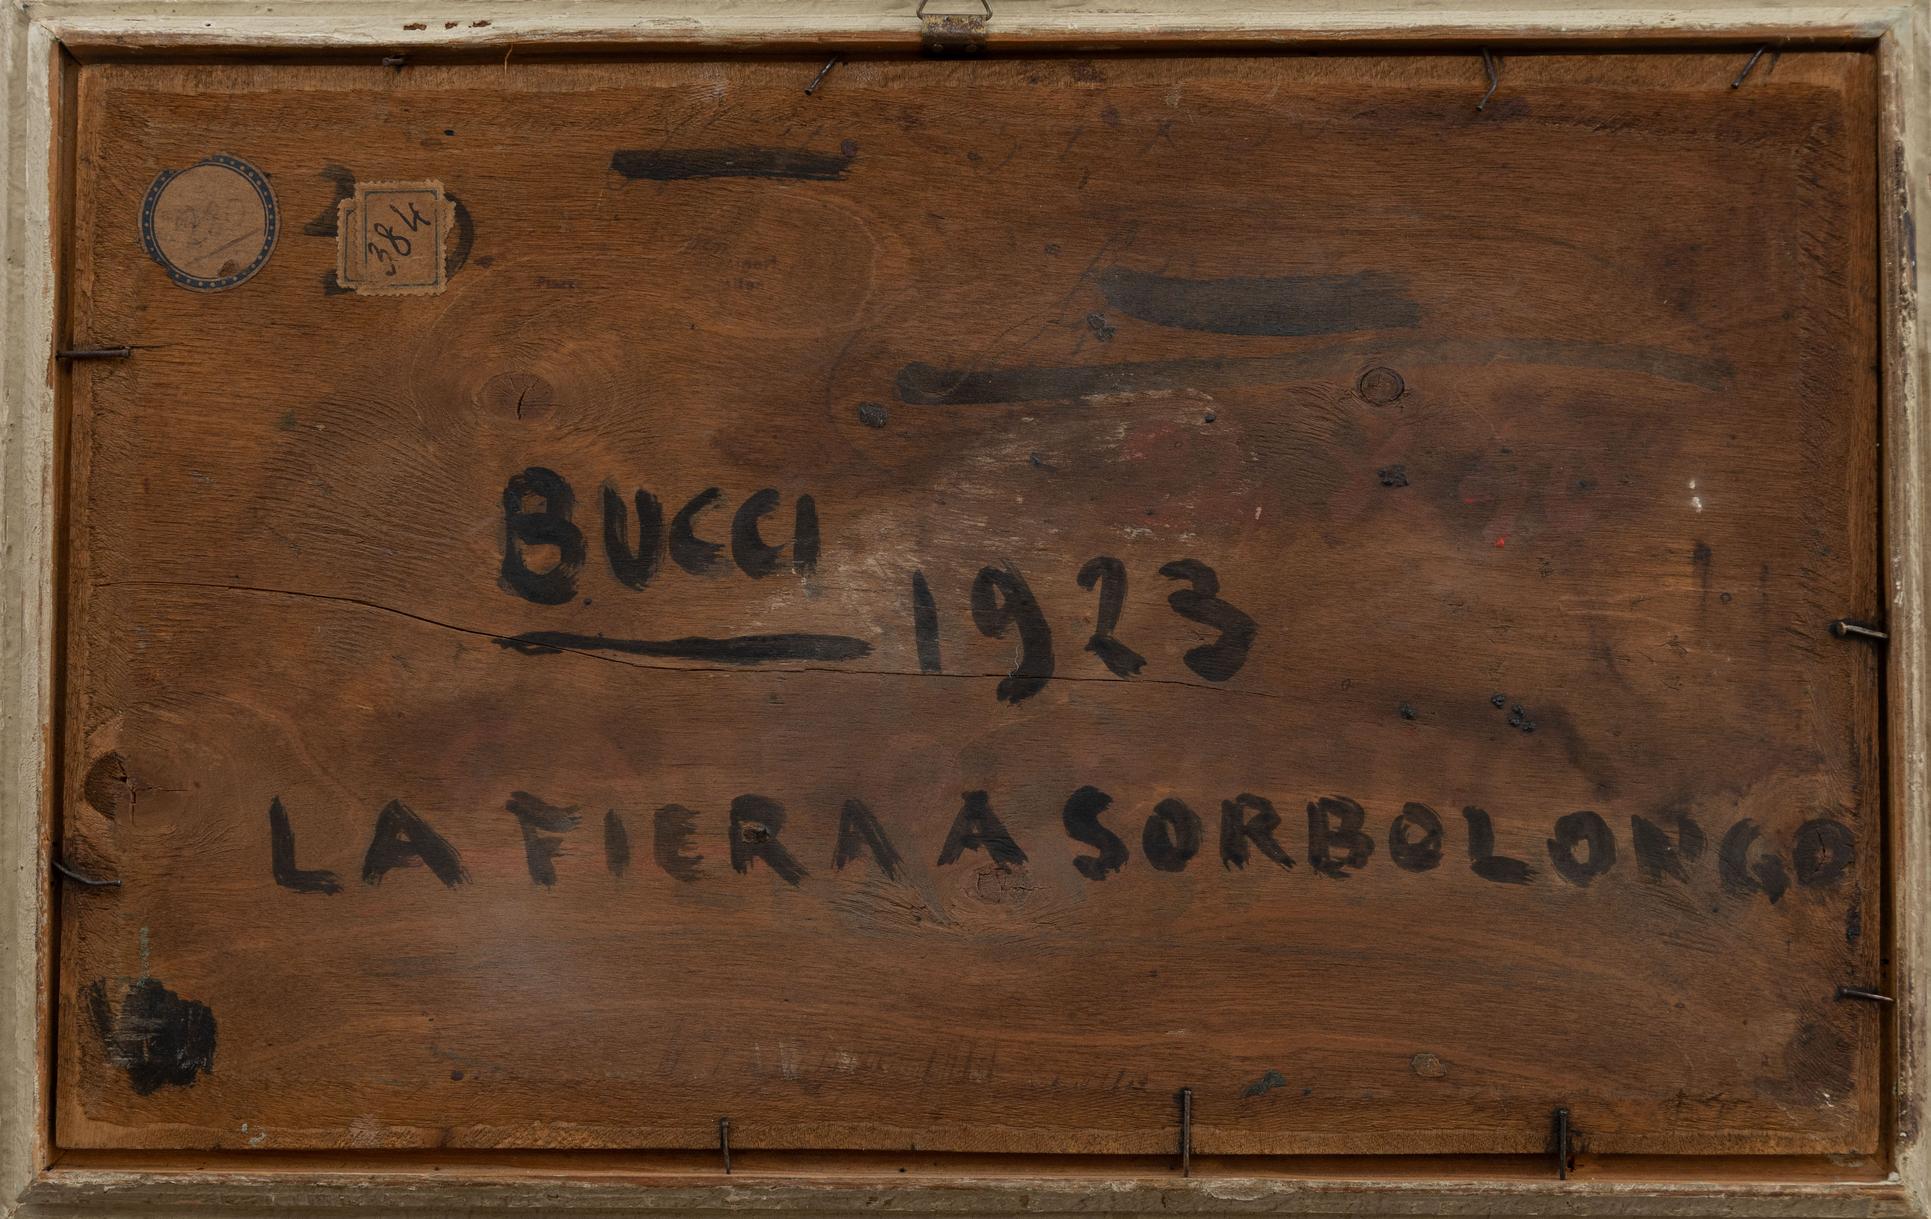 384
BUCCI
1923
LA FIERA A SORBOLONGO